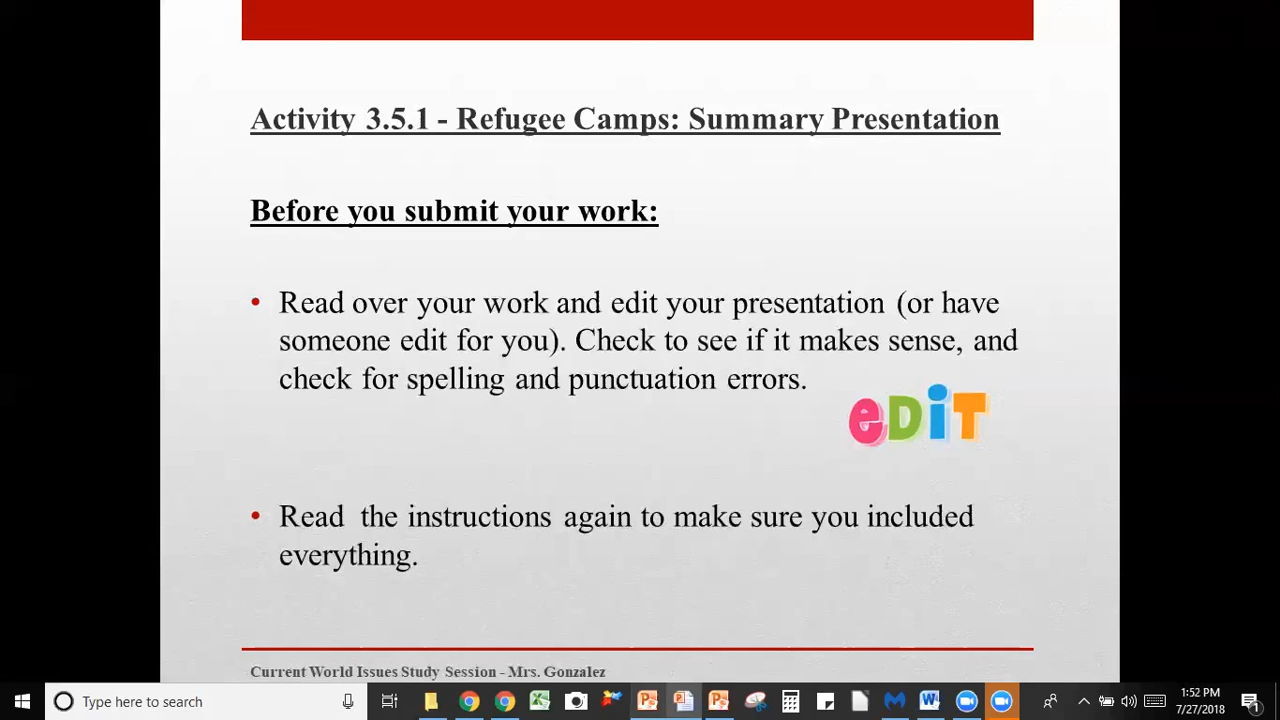 Activity 3.5.1 - Refugee Camps: Summary Presentation
Before you submit your work:
• Read over your work and edit your presentation (or have
someone edit for you). Check to see if it makes sense, and
check for spelling and punctuation errors.
eDiT
• Read the instructions again to make sure you included
everything.
Current World Issues Study Session - Mrs. Gonzalez
Type here to search
1:52 PM
7/27/2018